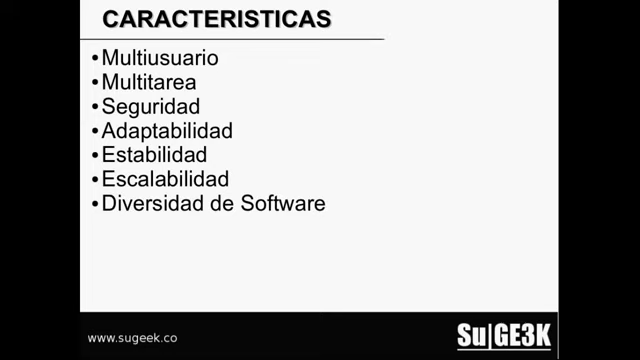 CARACTERISTICAS
•Multiusuario
•Multitarea
•Seguridad
•Adaptabilidad
•Estabilidad
•Escalabilidad
•Diversidad de Software
www.sugeek.co
Su|GE3K